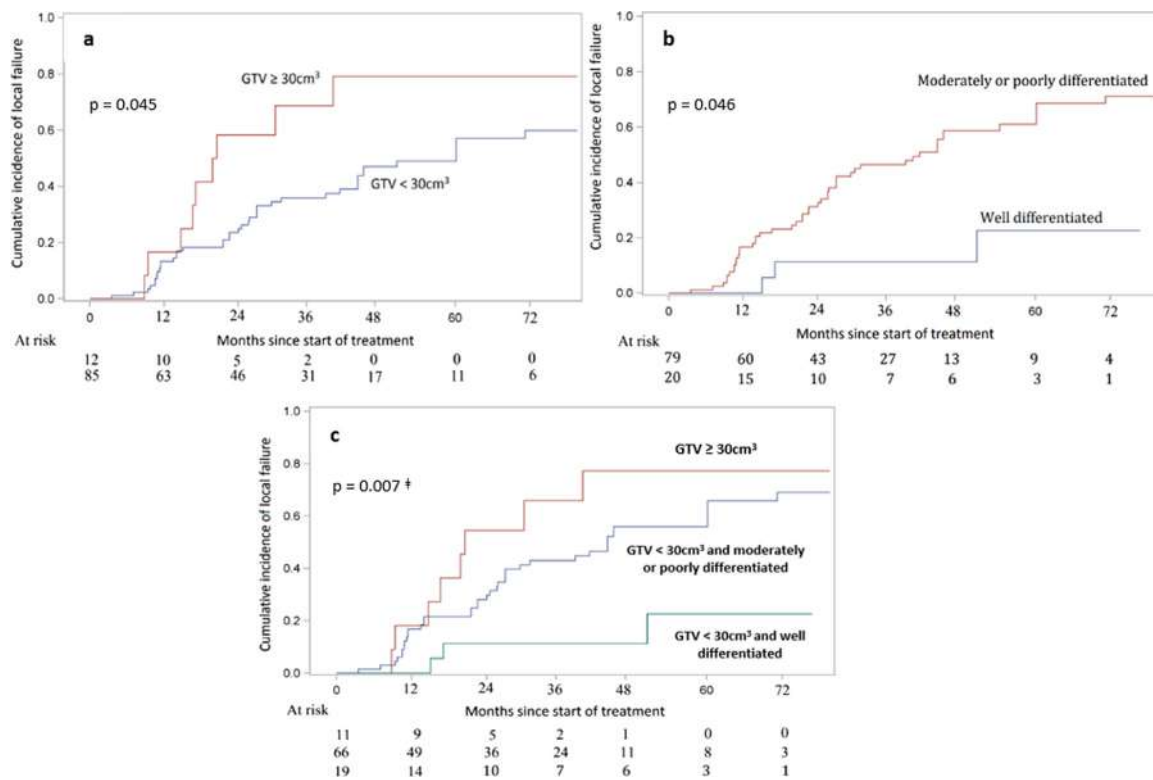 a
p = 0.045
GTV ≥ 30cm³
GTV < 30cm³
Cumulative incidence of local failure
1.0
0.8
0.6
0.4
0.2
0.0
0 12 24 36 48 60 72
At risk Months since start of treatment
12 10 5 2 0 0 0
85 63 46 31 17 11 6
b
p = 0.046
Moderately or poorly differentiated
Well differentiated
Cumulative incidence of local failure
1.0
0.8
0.6
0.4
0.2
0.0
0 12 24 36 48 60 72
At risk Months since start of treatment
79 60 43 27 13 9 4
20 15 10 7 6 3 1
c
p = 0.007 ǂ
GTV ≥ 30cm³
GTV < 30cm³ and moderately
or poorly differentiated
GTV < 30cm³ and well
differentiated
Cumulative incidence of local failure
1.0
0.8
0.6
0.4
0.2
0.0
0 12 24 36 48 60 72
At risk Months since start of treatment
11 9 5 2 1 0 0
66 49 36 24 11 8 3
19 14 10 7 6 3 1